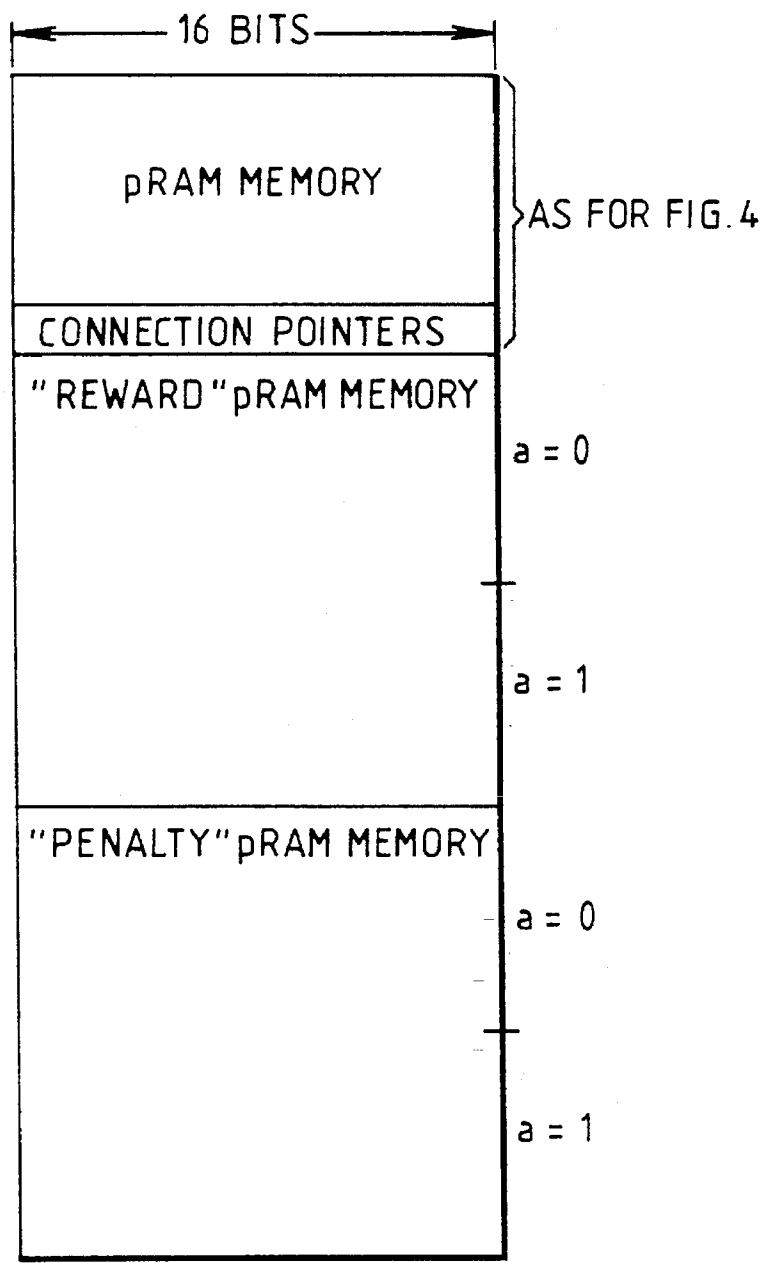 16 BITS
pRAM MEMORY
AS FOR FIG. 4
CONNECTION POINTERS
"REWARD" pRAM MEMORY
a = 0
a = 1
"PENALTY" pRAM MEMORY
a = 0
a = 1